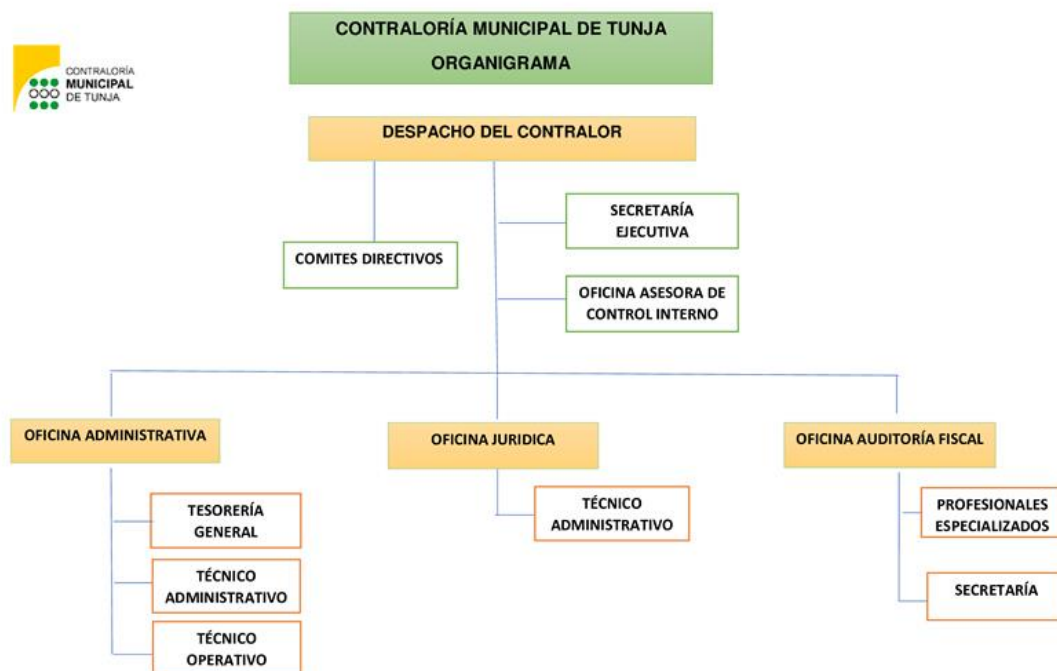 CONTRALORÍA MUNICIPAL DE TUNJA
ORGANIGRAMA
CONTRALORÍA
MUNICIPAL
DE TUNJA
DESPACHO DEL CONTRALOR
SECRETARÍA
EJECUTIVA
COMITES DIRECTIVOS
OFICINA ASESORA DE
CONTROL INTERNO
OFICINA ADMINISTRATIVA
OFICINA JURIDICA
OFICINA AUDITORÍA FISCAL
TESORERÍA
GENERAL
TÉCNICO
ADMINISTRATIVO
TÉCNICO
OPERATIVO
TÉCNICO
ADMINISTRATIVO
PROFESIONALES
ESPECIALIZADOS
SECRETARÍA